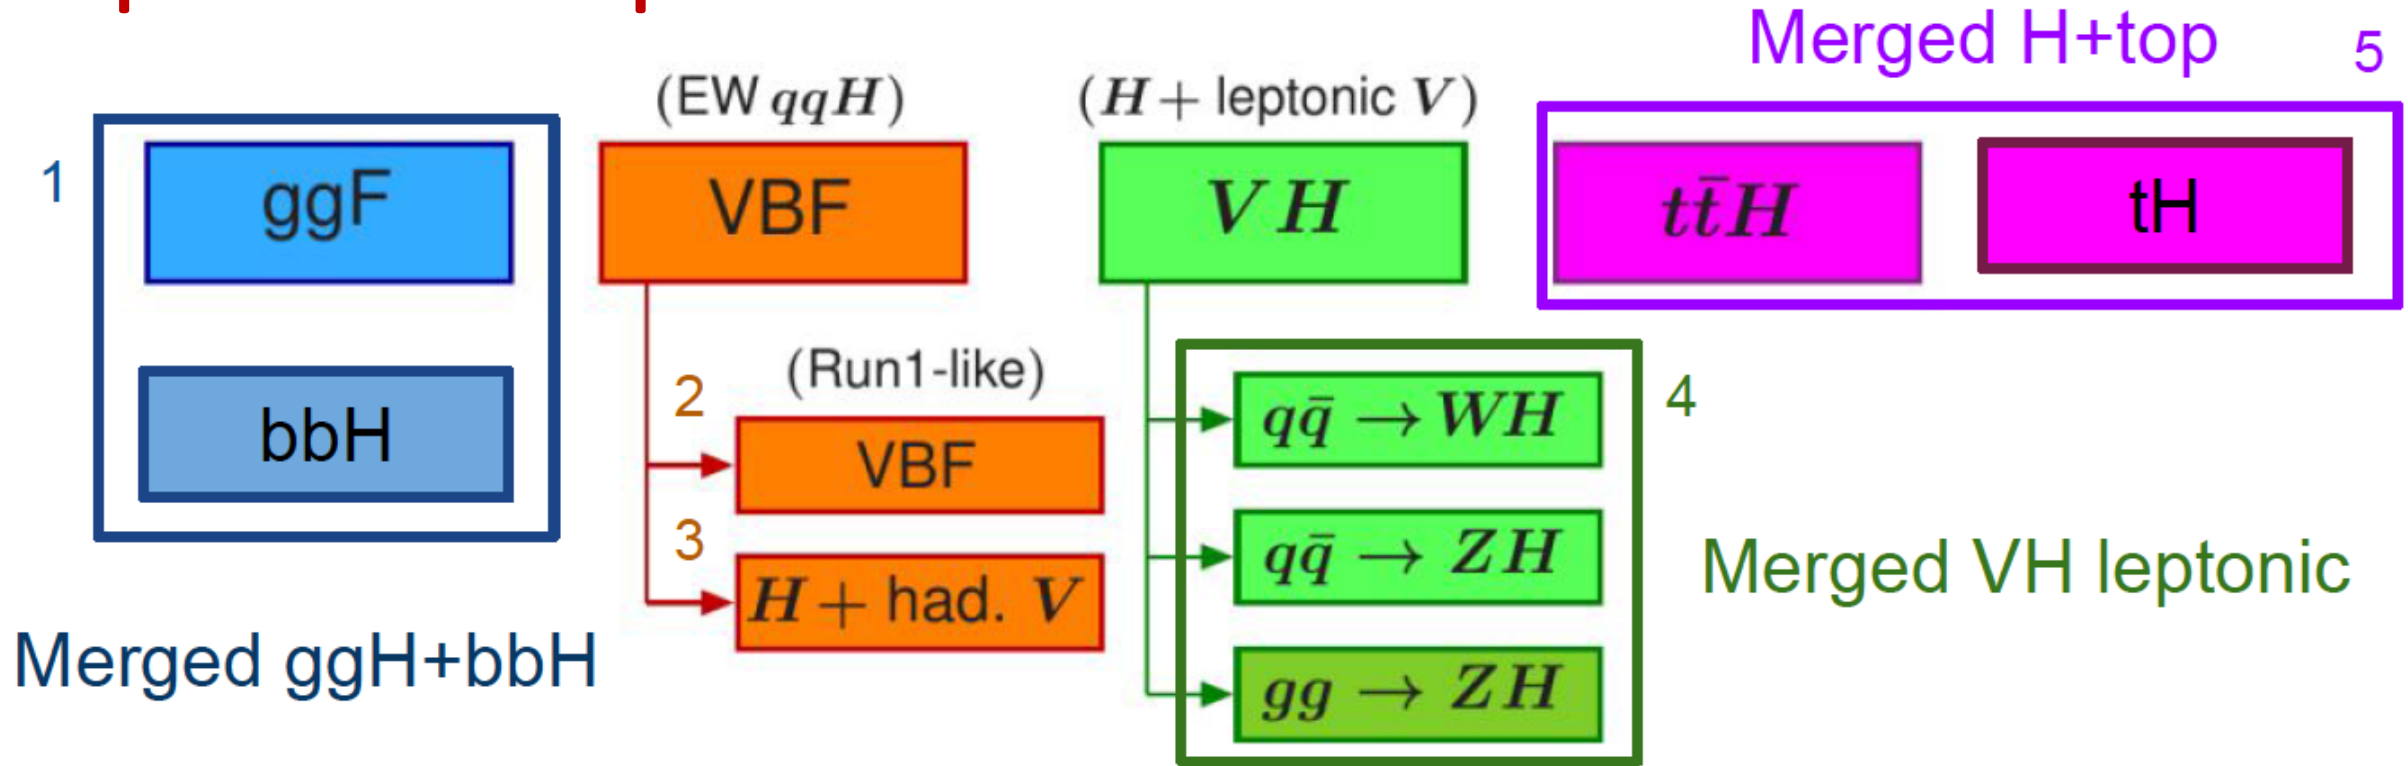 Merged H+top 5
(EW qqH)
(H + leptonic V)
1
ggF
VBF
VH
tt̄H
tH
(Run1-like)
2
4
bbH
VBF
qq̄ → WH
3
qq̄ → ZH
H + had. V
Merged VH leptonic
Merged ggH+bbH
gg → ZH